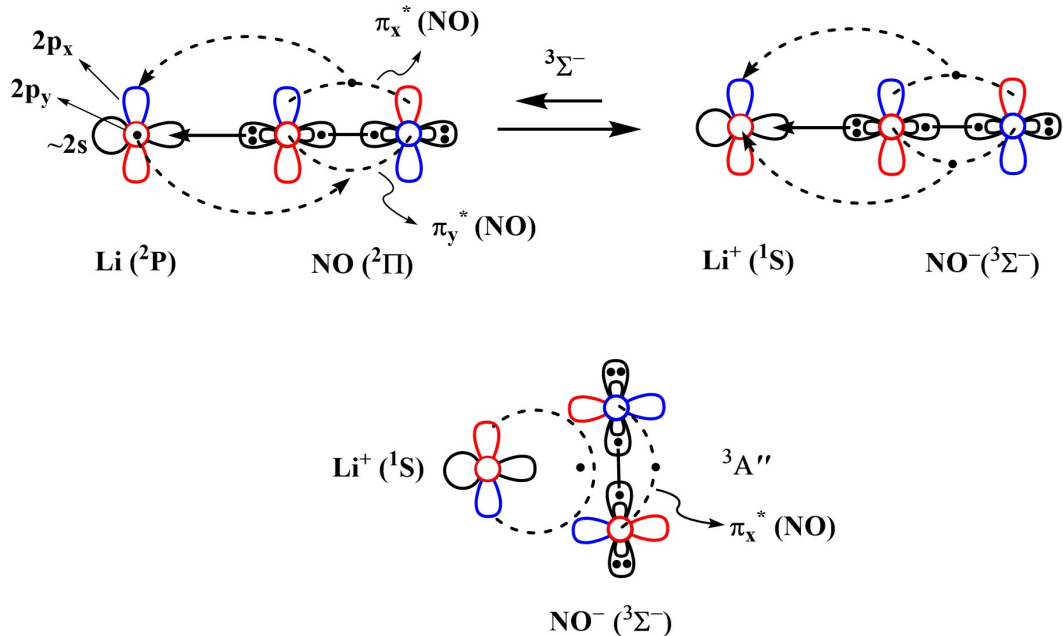 πx* (NO)
2px
³Σ⁻
2py
~2s
πy* (NO)
Li (²P)
NO (²Π)
Li⁺ (¹S)
NO⁻(³Σ⁻)
Li⁺ (¹S)
³A″
πx* (NO)
NO⁻ (³Σ⁻)